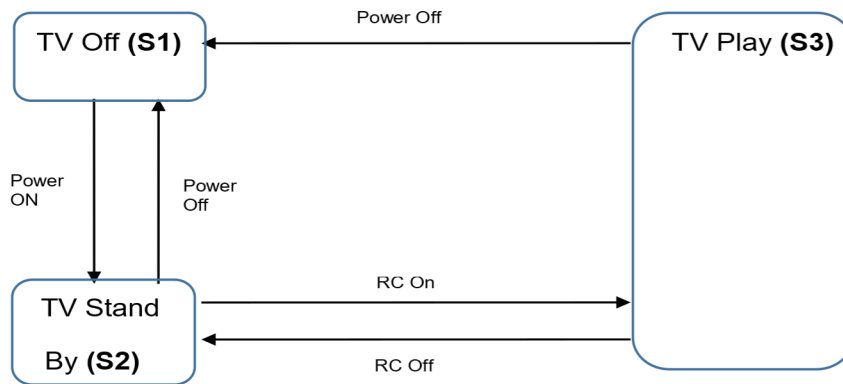 Power Off
TV Off (S1)
TV Play (S3)
Power
ON
Power
Off
RC On
TV Stand
By (S2)
RC Off